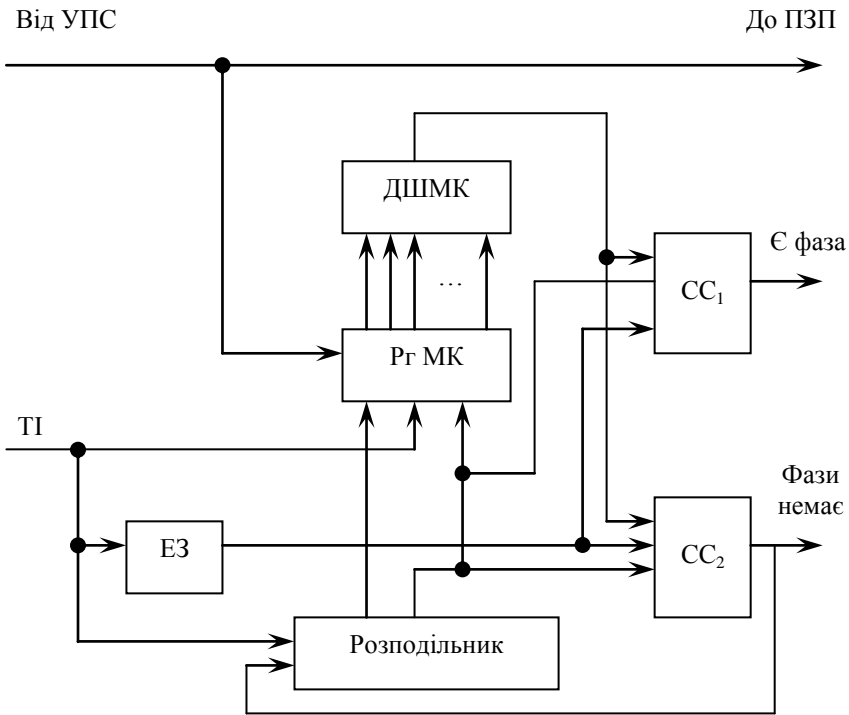 Від УПС
До ПЗП
ДШМК
Є фаза
СС1
...
Рг МК
ТІ
Фази
немає
ЕЗ
СС2
Розподільник